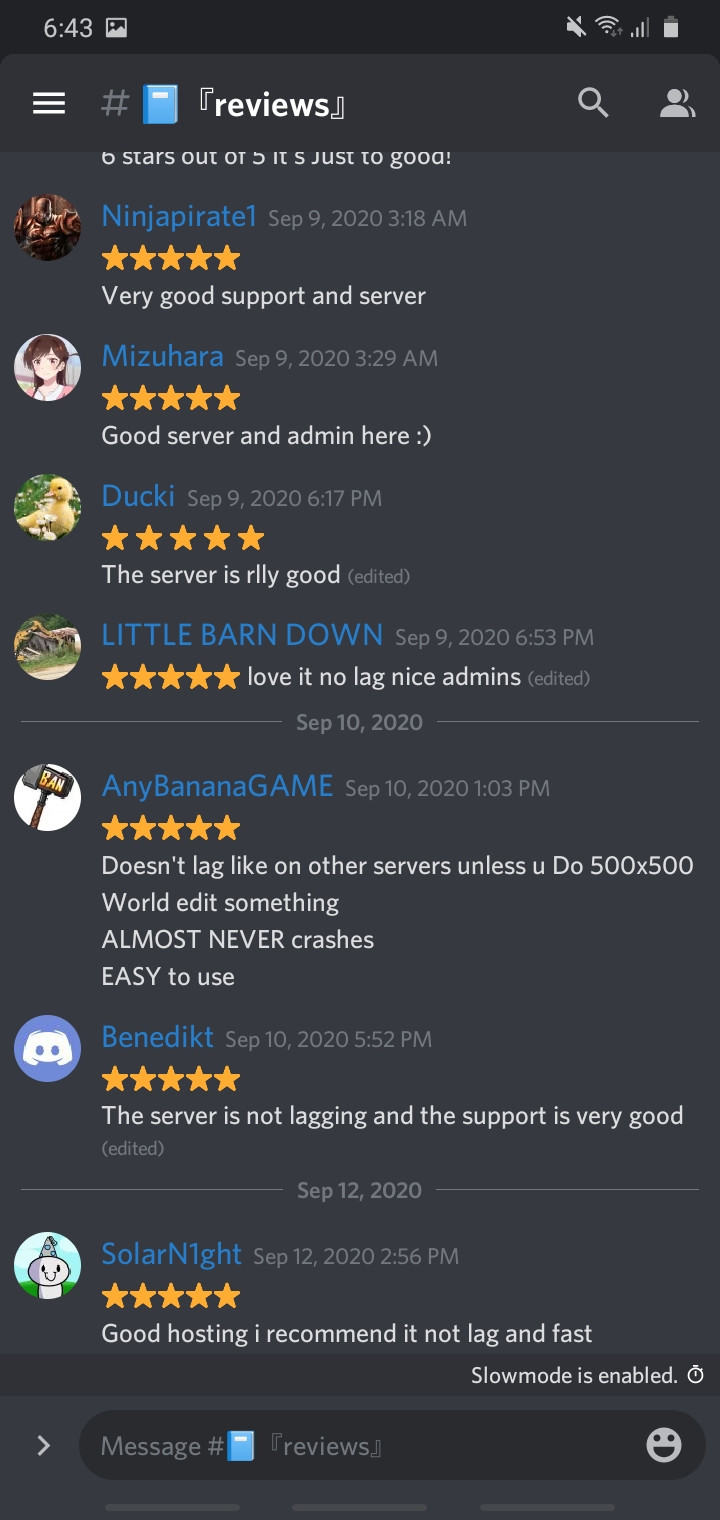 6:43
# 📘『reviews』
6 stars out of 5 It's Just to good!
Ninjapirate1 Sep 9, 2020 3:18 AM
⭐⭐⭐⭐⭐
Very good support and server
Mizuhara Sep 9, 2020 3:29 AM
⭐⭐⭐⭐⭐
Good server and admin here :)
Ducki Sep 9, 2020 6:17 PM
⭐ ⭐ ⭐ ⭐ ⭐
The server is rlly good (edited)
LITTLE BARN DOWN Sep 9, 2020 6:53 PM
⭐⭐⭐⭐⭐ love it no lag nice admins (edited)
Sep 10, 2020
BAN
AnyBananaGAME Sep 10, 2020 1:03 PM
⭐⭐⭐⭐⭐
Doesn't lag like on other servers unless u Do 500x500
World edit something
ALMOST NEVER crashes
EASY to use
Benedikt Sep 10, 2020 5:52 PM
⭐⭐⭐⭐⭐
The server is not lagging and the support is very good
(edited)
Sep 12, 2020
SolarN1ght Sep 12, 2020 2:56 PM
⭐⭐⭐⭐⭐
Good hosting i recommend it not lag and fast
Slowmode is enabled.
Message #📘『reviews』